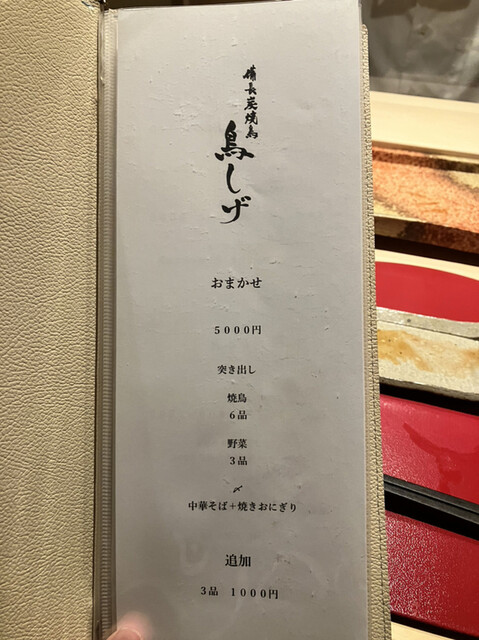 備長炭焼鳥
鳥しげ
おまかせ
5000円
突き出し
焼鳥
6品
野菜
3品
〆
中華そば＋焼きおにぎり
追加
3品 1000円